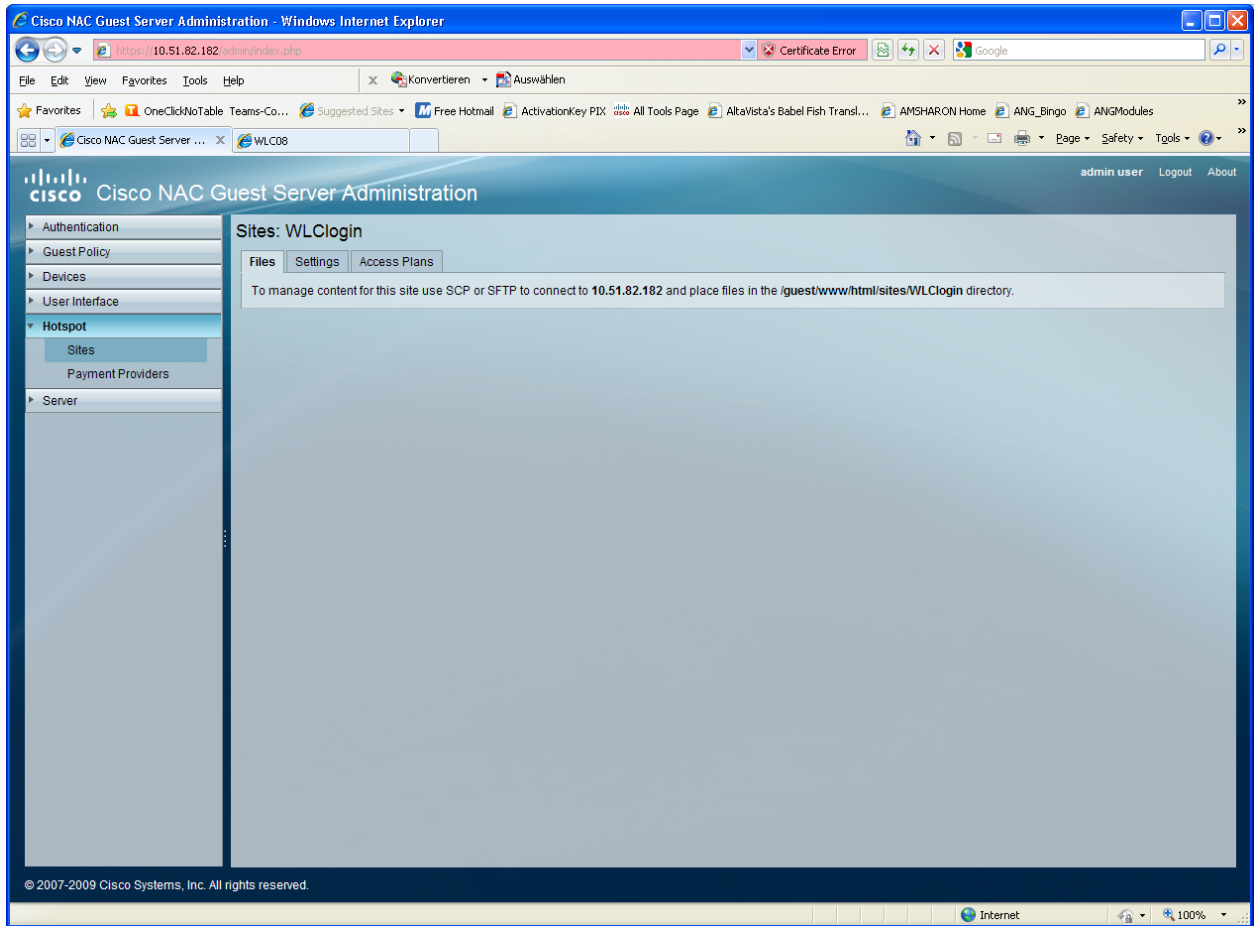 Cisco NAC Guest Server Administration - Windows Internet Explorer
https://10.51.82.182/admin/index.php
Certificate Error
Google
File Edit View Favorites Tools Help
x Konvertieren Auswählen
Favorites OneClickNoTable Teams-Co... Suggested Sites Free Hotmail ActivationKey PIX All Tools Page AltaVista's Babel Fish Transl... AMSHARON Home ANG_Bingo ANGModules »
Cisco NAC Guest Server ... X WLC08 Page Safety Tools »
CISCO Cisco NAC Guest Server Administration
admin user Logout About
Authentication
Guest Policy
Devices
User Interface
Hotspot
Sites
Payment Providers
Server
Sites: WLClogin
Files Settings Access Plans
To manage content for this site use SCP or SFTP to connect to 10.51.82.182 and place files in the /guest/www/html/sites/WLClogin directory.
© 2007-2009 Cisco Systems, Inc. All rights reserved.
Internet 100%